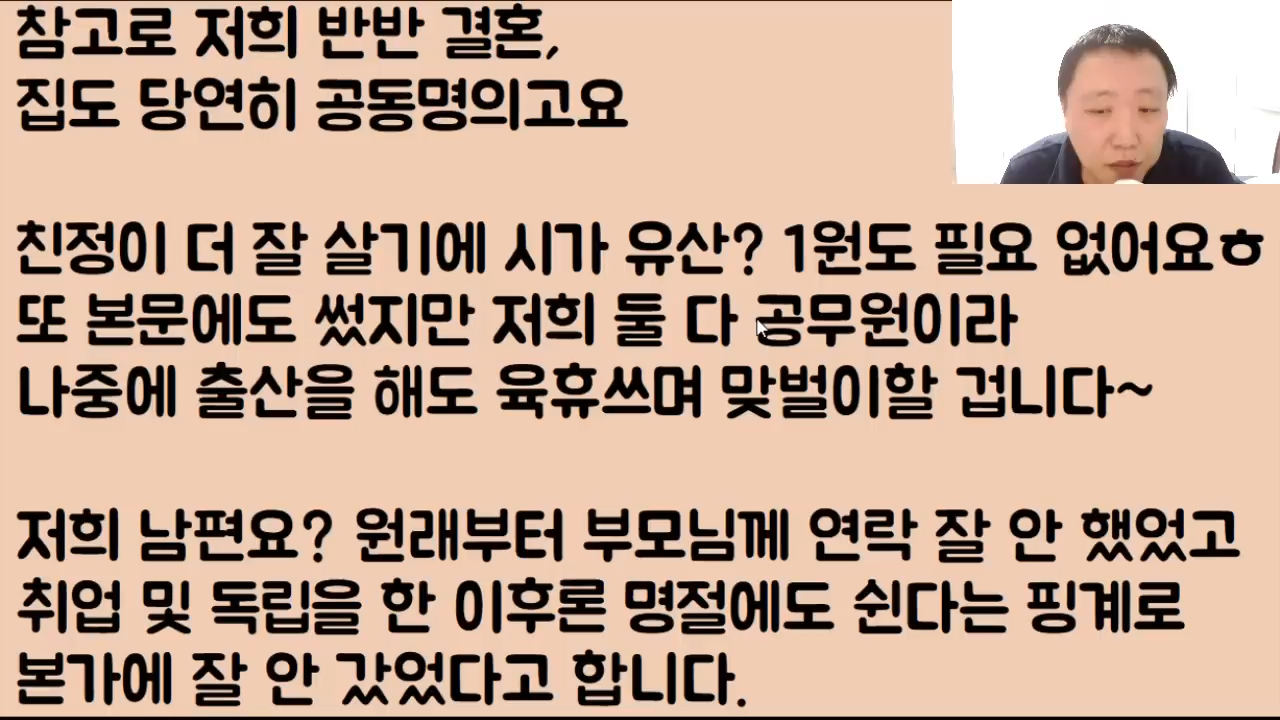 참고로 저희 반반 결혼,
집도 당연히 공동명의고요
친정이 더 잘 살기에 시가 유산? 1원도 필요 없어요ㅎ
또 본문에도 썼지만 저희 둘 다 공무원이라
나중에 출산을 해도 육휴쓰며 맞벌이할 겁니다~
저희 남편요? 원래부터 부모님께 연락 잘 안 했었고
취업 및 독립을 한 이후론 명절에도 쉰다는 핑계로
본가에 잘 안 갔었다고 합니다.